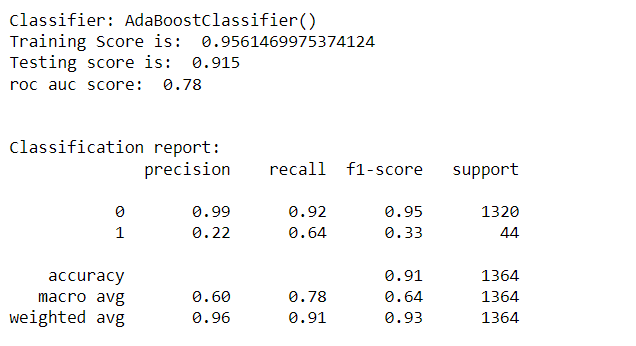 Classifier: AdaBoostClassifier()
Training Score is:  0.9561469975374124
Testing score is:  0.915
roc auc score:  0.78
Classification report:
precision    recall  f1-score   support
0       0.99      0.92      0.95      1320
1       0.22      0.64      0.33        44
accuracy                           0.91      1364
macro avg       0.60      0.78      0.64      1364
weighted avg       0.96      0.91      0.93      1364